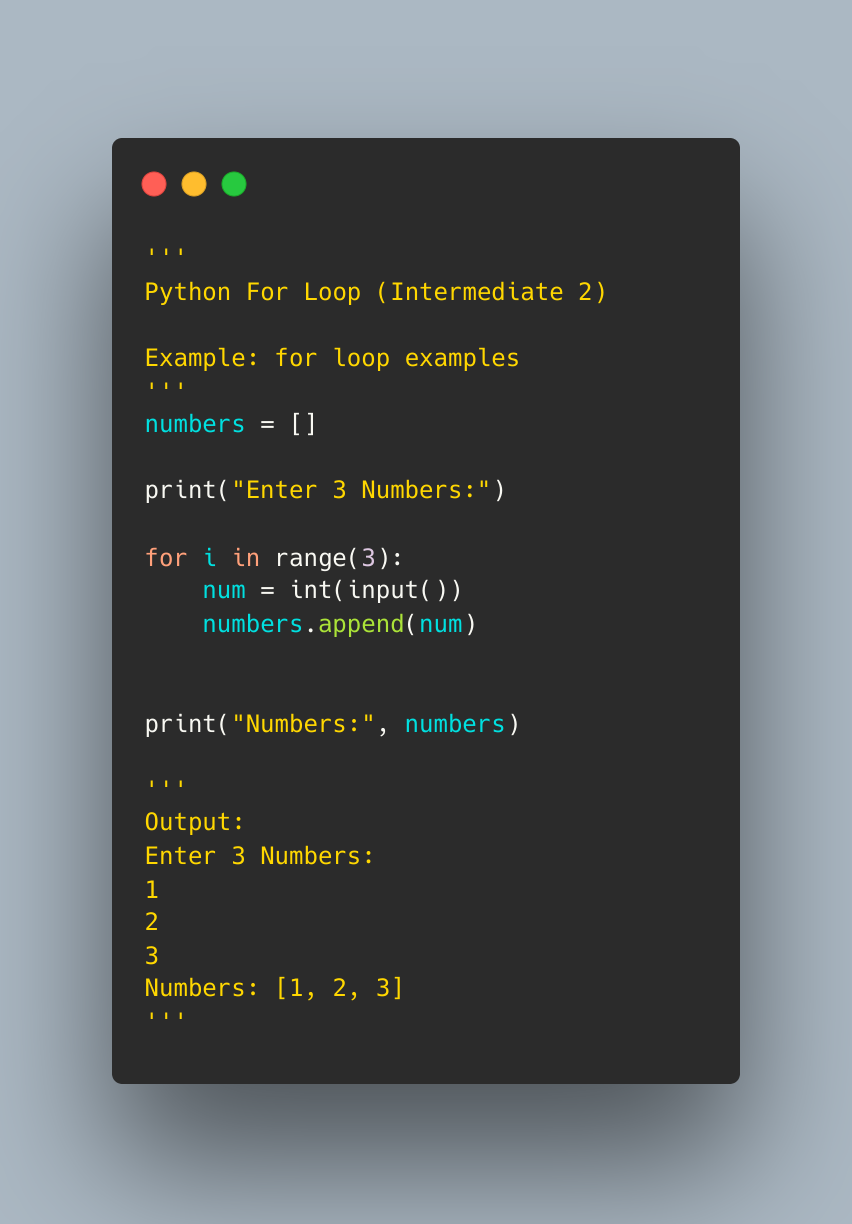 '''
Python For Loop (Intermediate 2)
Example: for loop examples
'''
numbers = []
print("Enter 3 Numbers:")
for i in range(3):
    num = int(input())
    numbers.append(num)
print("Numbers:", numbers)
'''
Output:
Enter 3 Numbers:
1
2
3
Numbers: [1, 2, 3]
'''